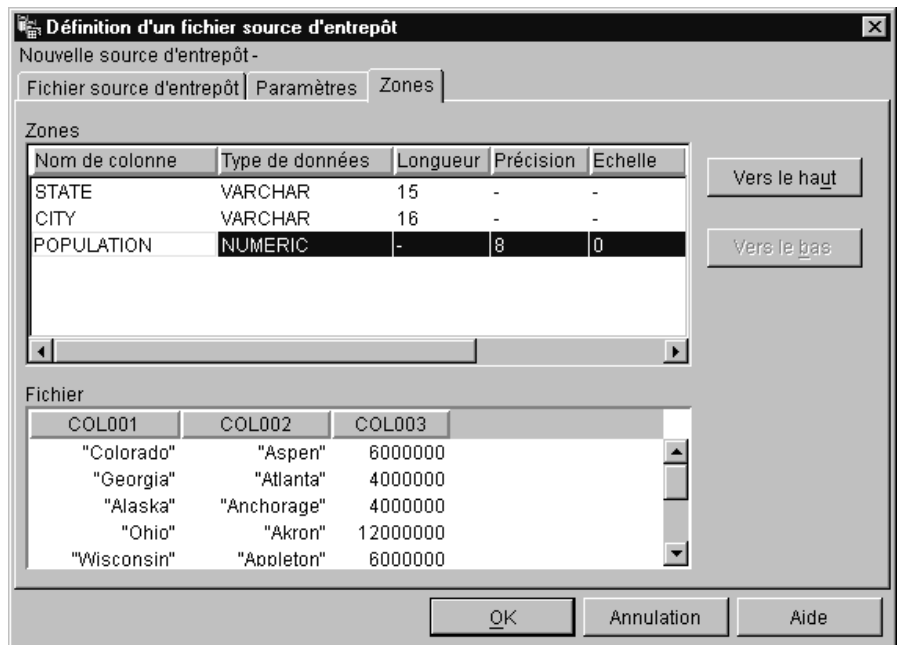 Définition d'un fichier source d'entrepôt
Nouvelle source d'entrepôt -
Fichier source d'entrepôt Paramètres Zones
Zones
Nom de colonne Type de données Longueur Précision Echelle
STATE VARCHAR 15 - -
CITY VARCHAR 16 - -
POPULATION NUMERIC - 8 0
Vers le haut
Vers le bas
Fichier
COL001 COL002 COL003
"Colorado" "Aspen" 6000000
"Georgia" "Atlanta" 4000000
"Alaska" "Anchorage" 4000000
"Ohio" "Akron" 12000000
"Wisconsin" "Appleton" 6000000
OK Annulation Aide